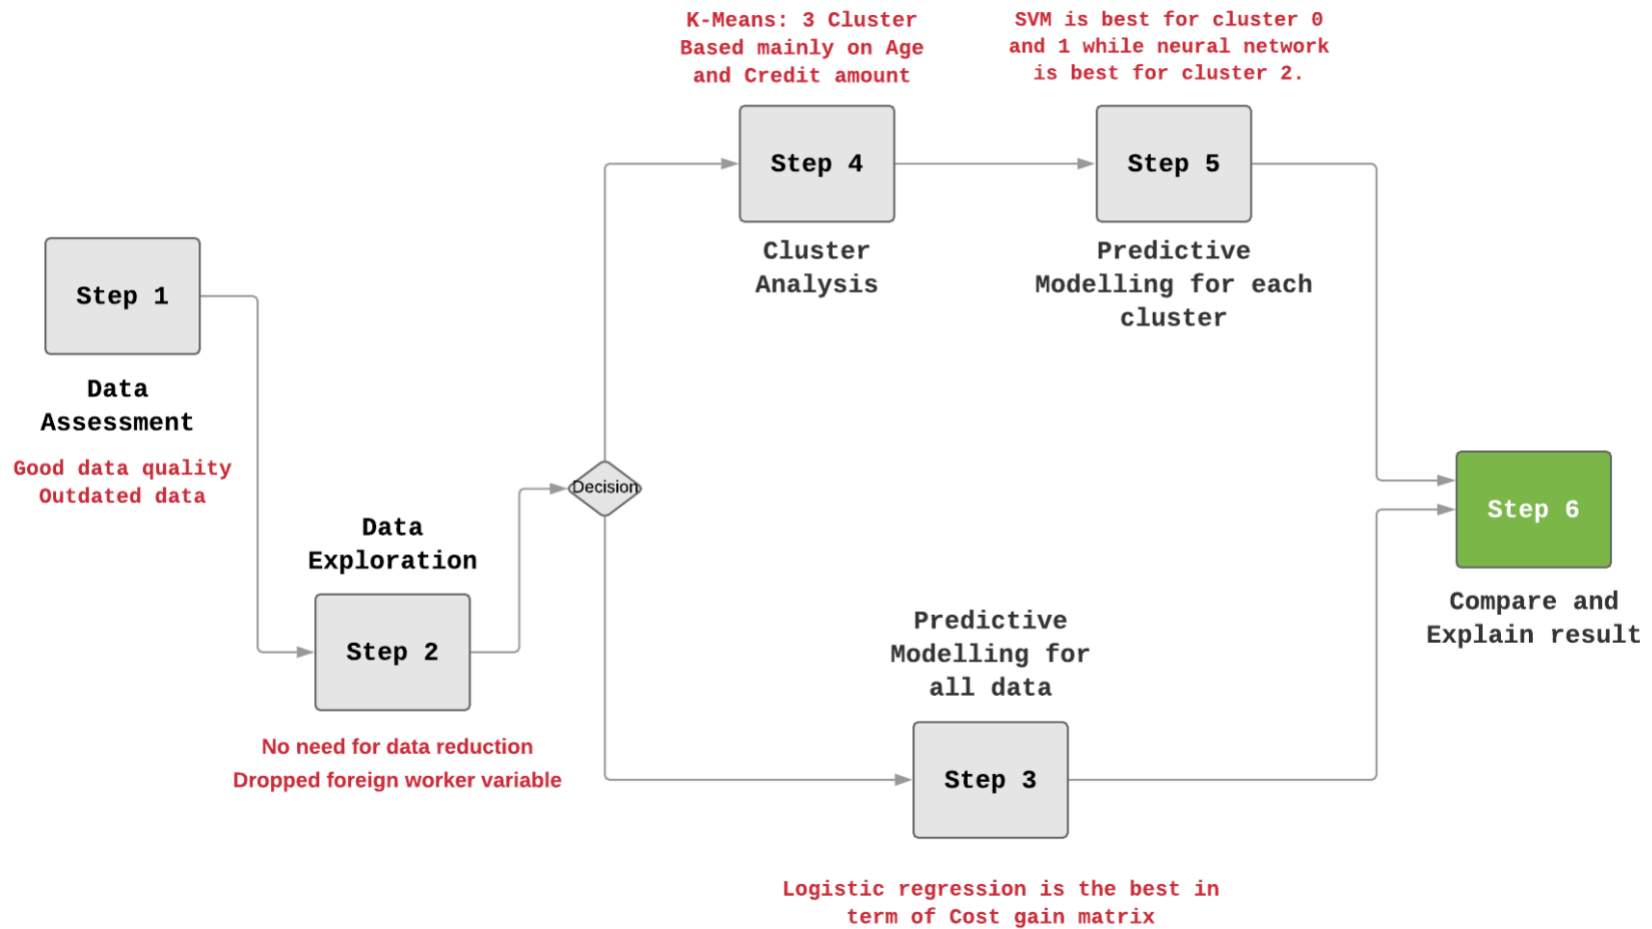 K-Means: 3 Cluster
Based mainly on Age
and Credit amount
SVM is best for cluster 0
and 1 while neural network
is best for cluster 2.
Step 4
Step 5
Cluster
Analysis
Predictive
Modelling for each
cluster
Step 1
Data
Assessment
Good data quality
Outdated data
Data
Exploration
Step 2
No need for data reduction
Dropped foreign worker variable
Decision
Predictive
Modelling for
all data
Step 3
Logistic regression is the best in
term of Cost gain matrix
Step 6
Compare and
Explain result